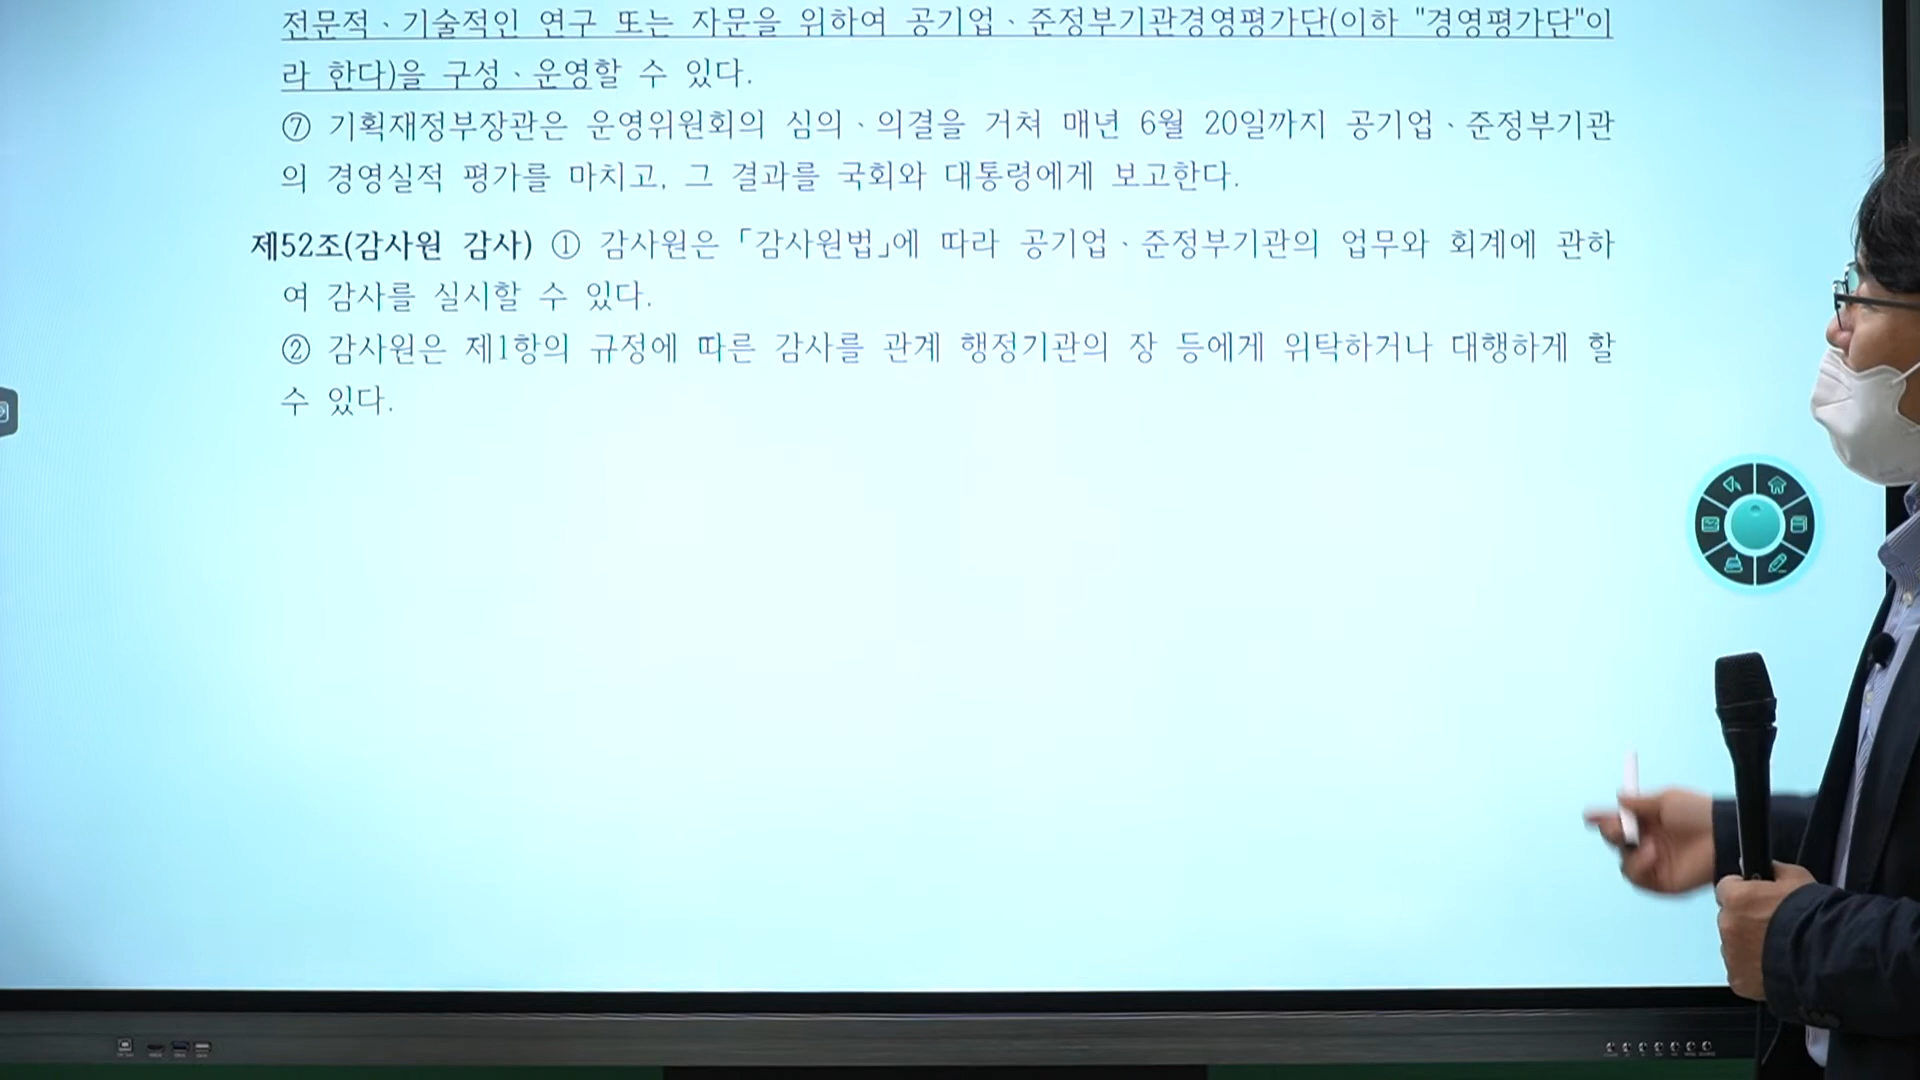 전문적ㆍ기술적인 연구 또는 자문을 위하여 공기업ㆍ준정부기관경영평가단(이하 "경영평가단"이
라 한다)을 구성ㆍ운영할 수 있다.
⑦ 기획재정부장관은 운영위원회의 심의ㆍ의결을 거쳐 매년 6월 20일까지 공기업ㆍ준정부기관
의 경영실적 평가를 마치고, 그 결과를 국회와 대통령에게 보고한다.
제52조(감사원 감사) ① 감사원은 「감사원법」에 따라 공기업ㆍ준정부기관의 업무와 회계에 관하
여 감사를 실시할 수 있다.
② 감사원은 제1항의 규정에 따른 감사를 관계 행정기관의 장 등에게 위탁하거나 대행하게 할
수 있다.